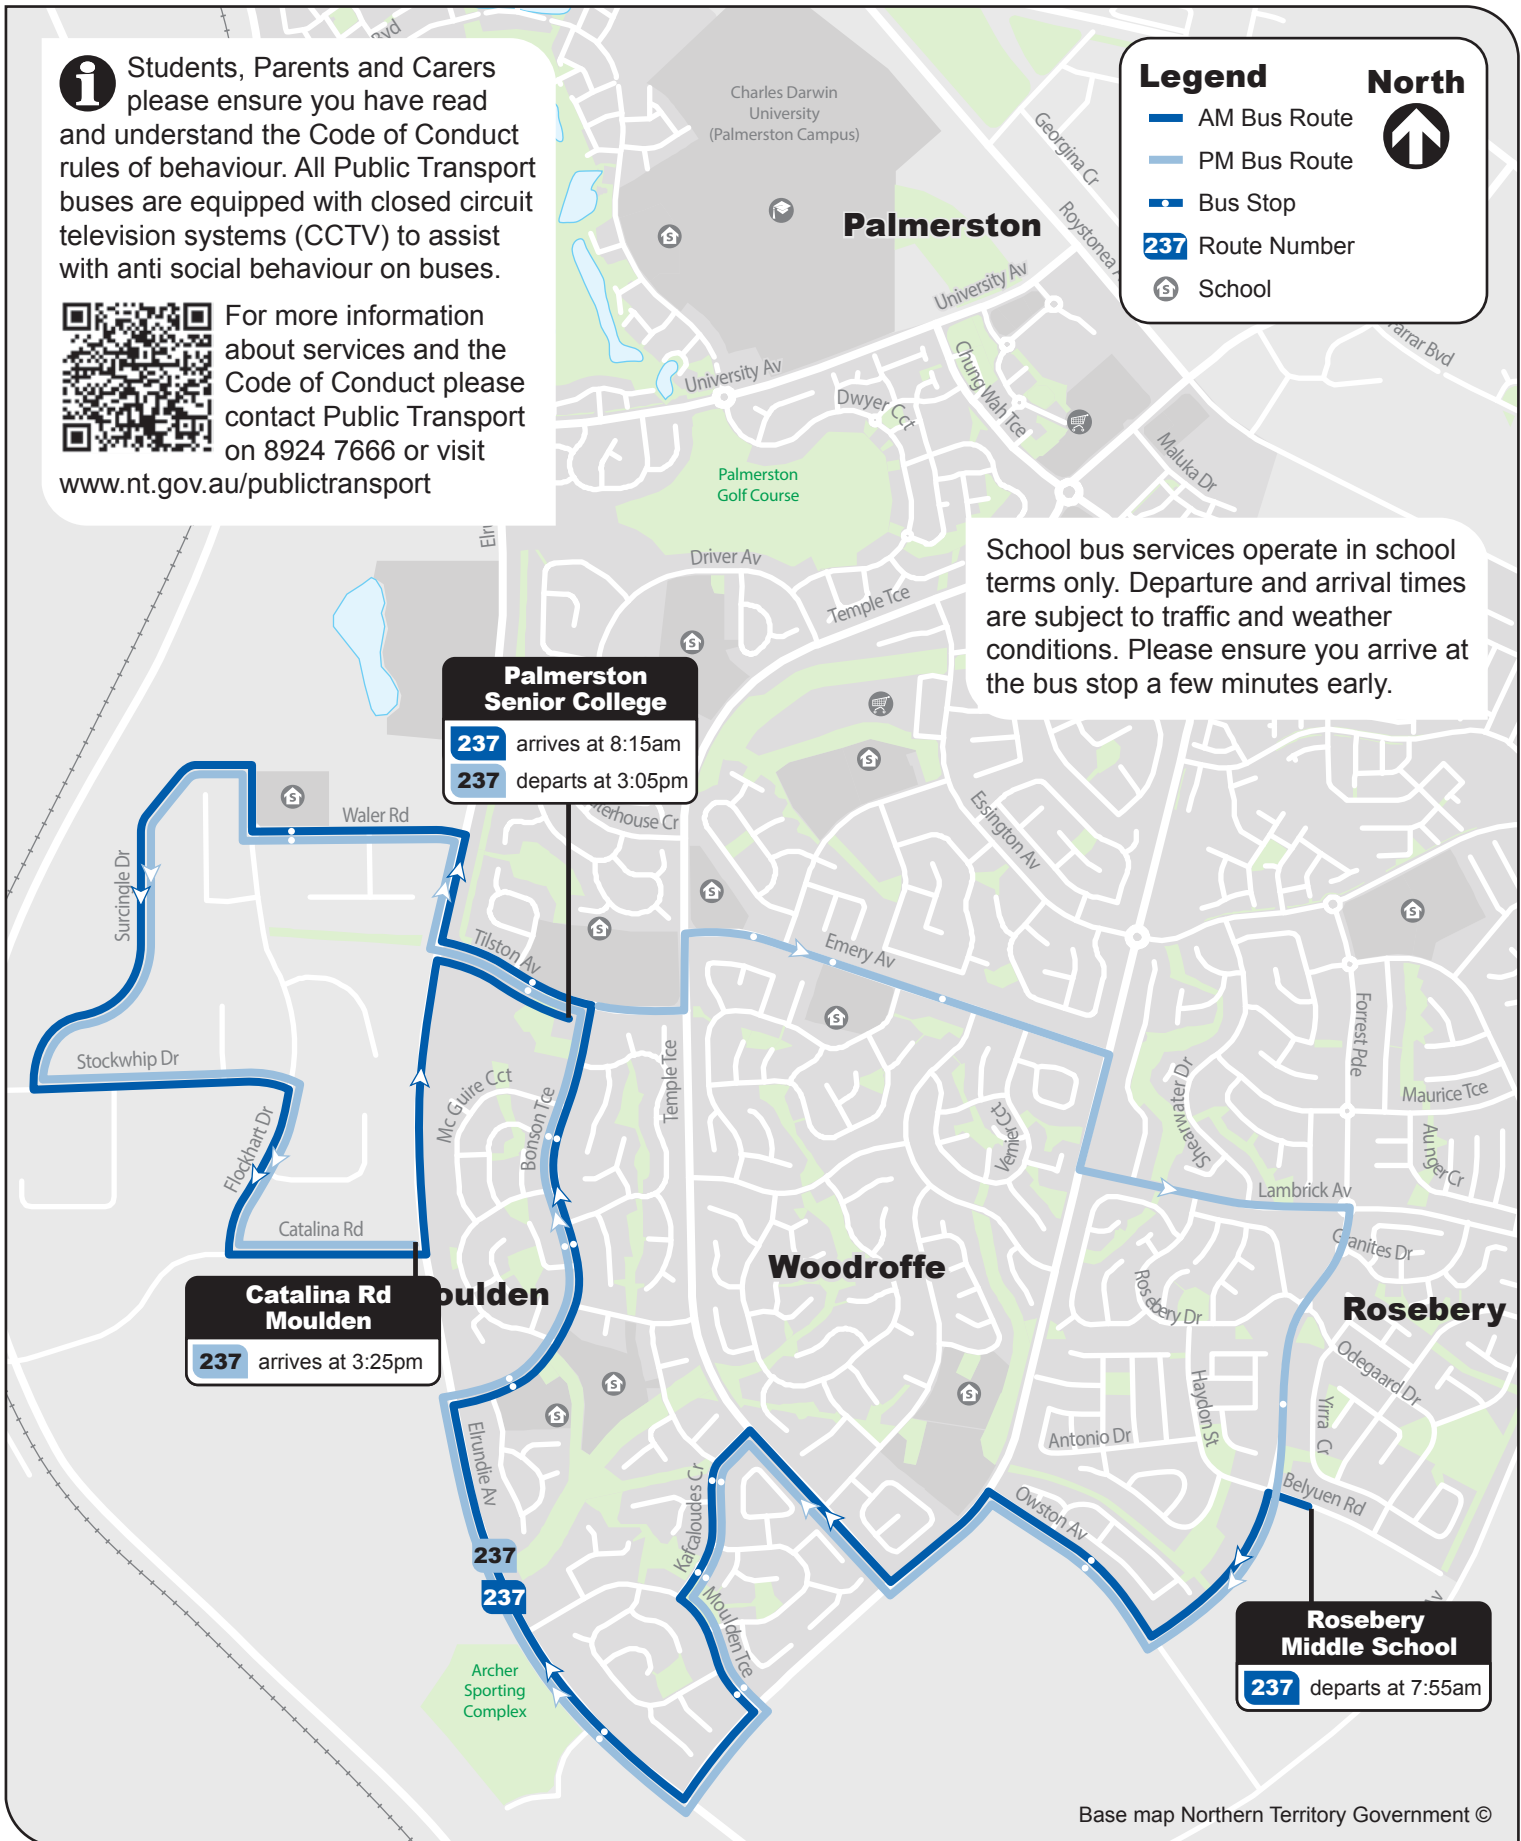 Students, Parents and Carers
please ensure you have read
and understand the Code of Conduct
rules of behaviour. All Public Transport
buses are equipped with closed circuit
television systems (CCTV) to assist
with anti social behaviour on buses.
For more information
about services and the
Code of Conduct please
contact Public Transport
on 8924 7666 or visit
www.nt.gov.au/publictransport
Legend
North
AM Bus Route
PM Bus Route
Bus Stop
237 Route Number
School
Charles Darwin
University
(Palmerston Campus)
Palmerston
Georgina Cr
Roystonea
University Av
University Av
Chung Wah Tce
Dwyer Cct
Maluka Dr
Palmerston
Golf Course
Driver Av
Temple Tce
School bus services operate in school
terms only. Departure and arrival times
are subject to traffic and weather
conditions. Please ensure you arrive at
the bus stop a few minutes early.
Palmerston
Senior College
237 arrives at 8:15am
237 departs at 3:05pm
Waler Rd
Essington Av
Surcingle Dr
Tilston Av
Emery Av
Stockwhip Dr
Mc Guire Cct
Bonson Tce
Temple Tce
Forrest Pde
Maurice Tce
Shearwater Dr
Vernier Cct
Aunger Cr
Flockhart Dr
Lambrick Av
Catalina Rd
Granites Dr
Woodroffe
Rosebery Dr
Rosebery
Catalina Rd
Moulden
237 arrives at 3:25pm
oulden
Odegaard Dr
Haydon St
Yirra Cr
Antonio Dr
Elrundie Av
Kafcaloudes Cr
Belyuen Rd
Owston Av
237
237
Moulden Tce
Rosebery
Middle School
237 departs at 7:55am
Archer
Sporting
Complex
Base map Northern Territory Government ©